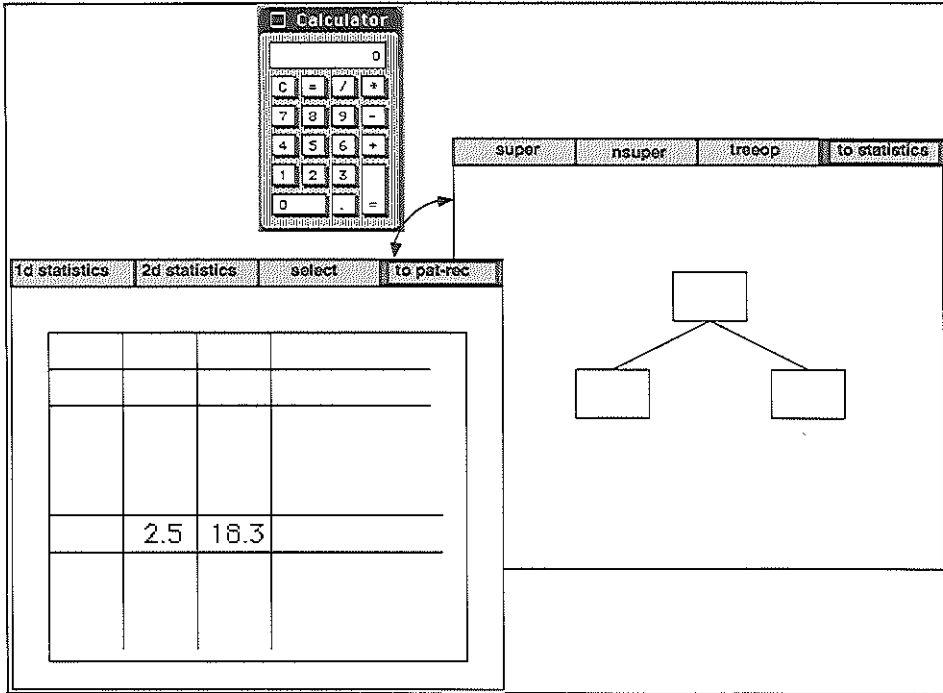 Calculator
0
C = / *
7 8 9 -
4 5 6 +
1 2 3
0 . =
super nsuper treeop to statistics
1d statistics 2d statistics select to pat-rec
2.5 18.3